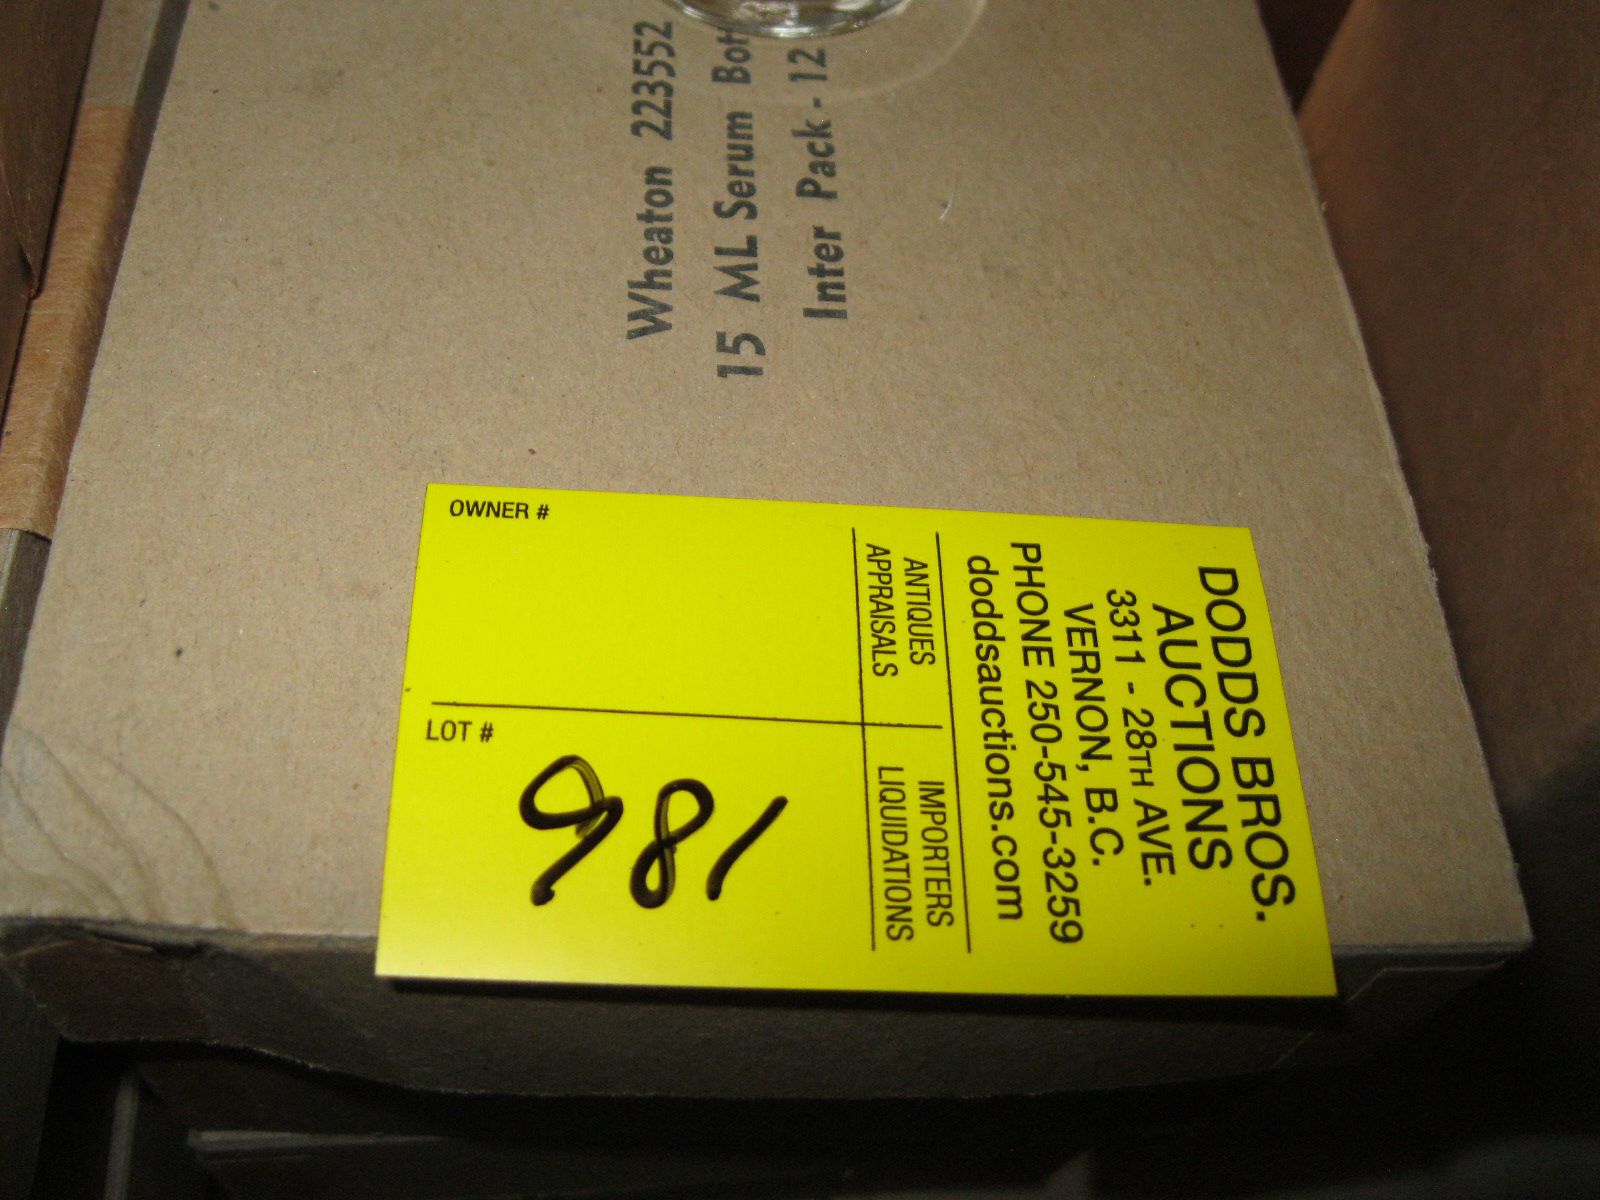 Wheaton 223552
15 ML Serum
Inter Pack - 12
OWNER #
LOT #
981
ANTIQUES
APPRAISALS
IMPORTERS
LIQUIDATIONS
DODDS BROS.
AUCTIONS
3311 - 28TH AVE.
VERNON, B.C.
PHONE 250-545-3259
doddsauctions.com